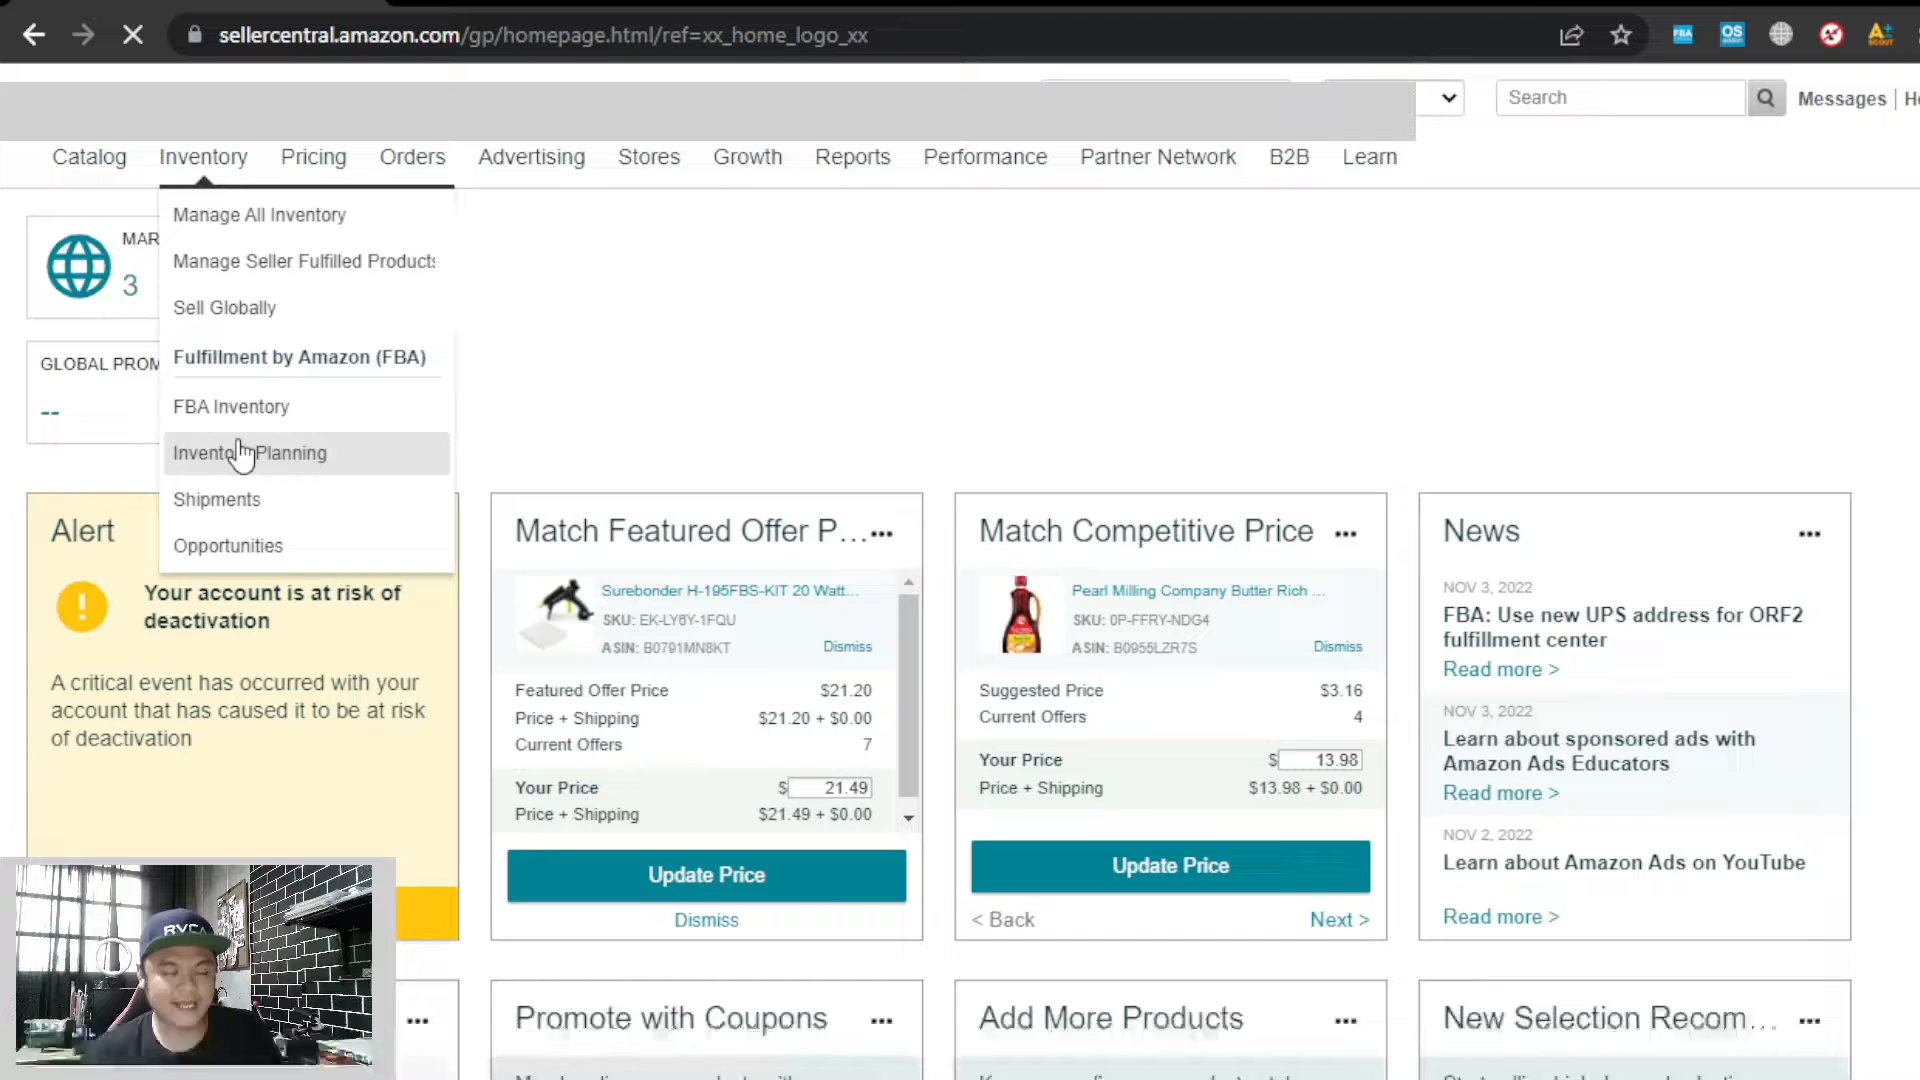 sellercentral.amazon.com/gp/homepage.html/ref=xx_home_logo_xx
FBA
OS
A+
SCOUT
Search
Messages
Catalog
Inventory
Pricing
Orders
Advertising
Stores
Growth
Reports
Performance
Partner Network
B2B
Learn
Manage All Inventory
Manage Seller Fulfilled Products
Sell Globally
Fulfillment by Amazon (FBA)
FBA Inventory
Inventory Planning
Shipments
Opportunities
MAR
3
GLOBAL PROM
--
Alert
Your account is at risk of
deactivation
A critical event has occurred with your
account that has caused it to be at risk
of deactivation
Match Featured Offer P...
Surebonder H-195FBS-KIT 20 Watt...
SKU: EK-LY6Y-1FQU
ASIN: B0791MN8KT
Dismiss
Featured Offer Price $21.20
Price + Shipping $21.20 + $0.00
Current Offers 7
Your Price $ 21.49
Price + Shipping $21.49 + $0.00
Update Price
Dismiss
Match Competitive Price
Pearl Milling Company Butter Rich ...
SKU: 0P-FFRY-NDG4
ASIN: B0955LZR7S
Dismiss
Suggested Price $3.16
Current Offers 4
Your Price $ 13.98
Price + Shipping $13.98 + $0.00
Update Price
< Back
Next >
News
NOV 3, 2022
FBA: Use new UPS address for ORF2
fulfillment center
Read more >
NOV 3, 2022
Learn about sponsored ads with
Amazon Ads Educators
Read more >
NOV 2, 2022
Learn about Amazon Ads on YouTube
Read more >
RVCA
Promote with Coupons
Add More Products
New Selection Recom...